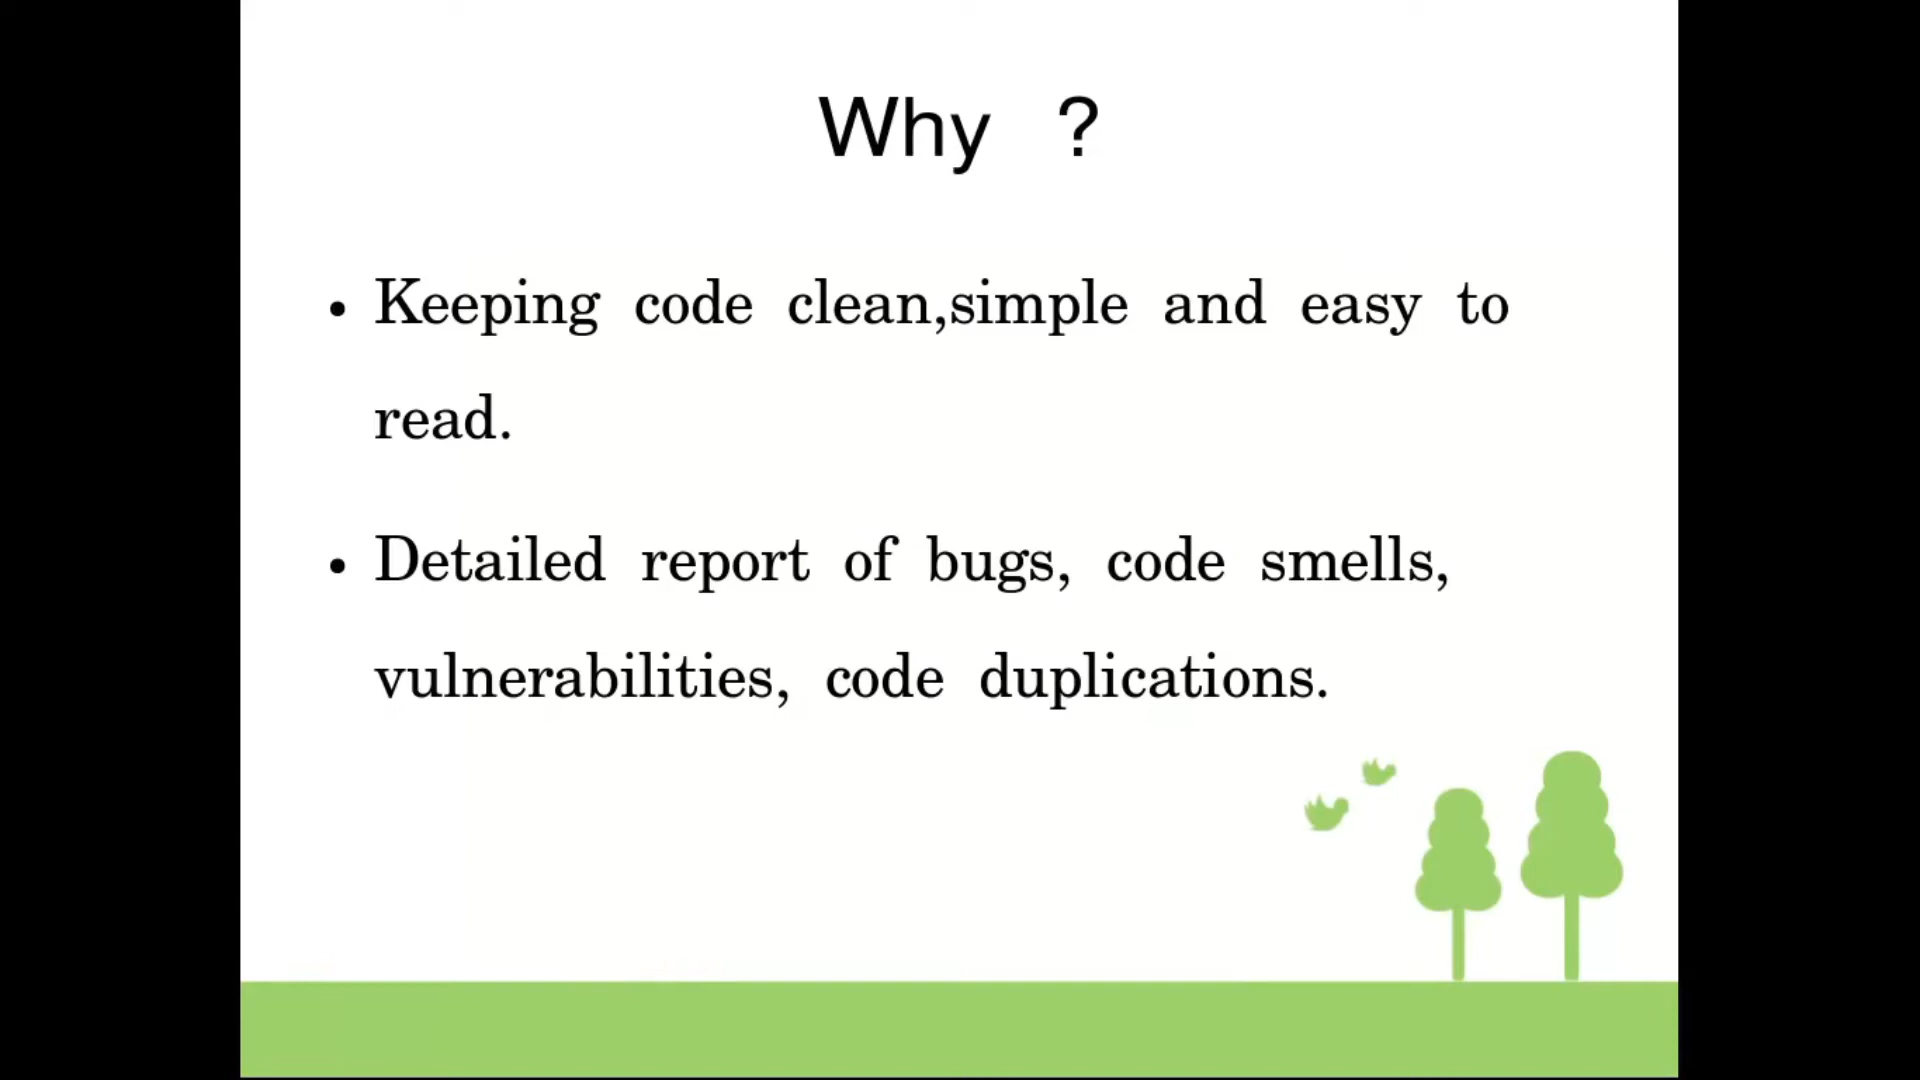 Why ?
• Keeping code clean,simple and easy to
read.
• Detailed report of bugs, code smells,
vulnerabilities, code duplications.